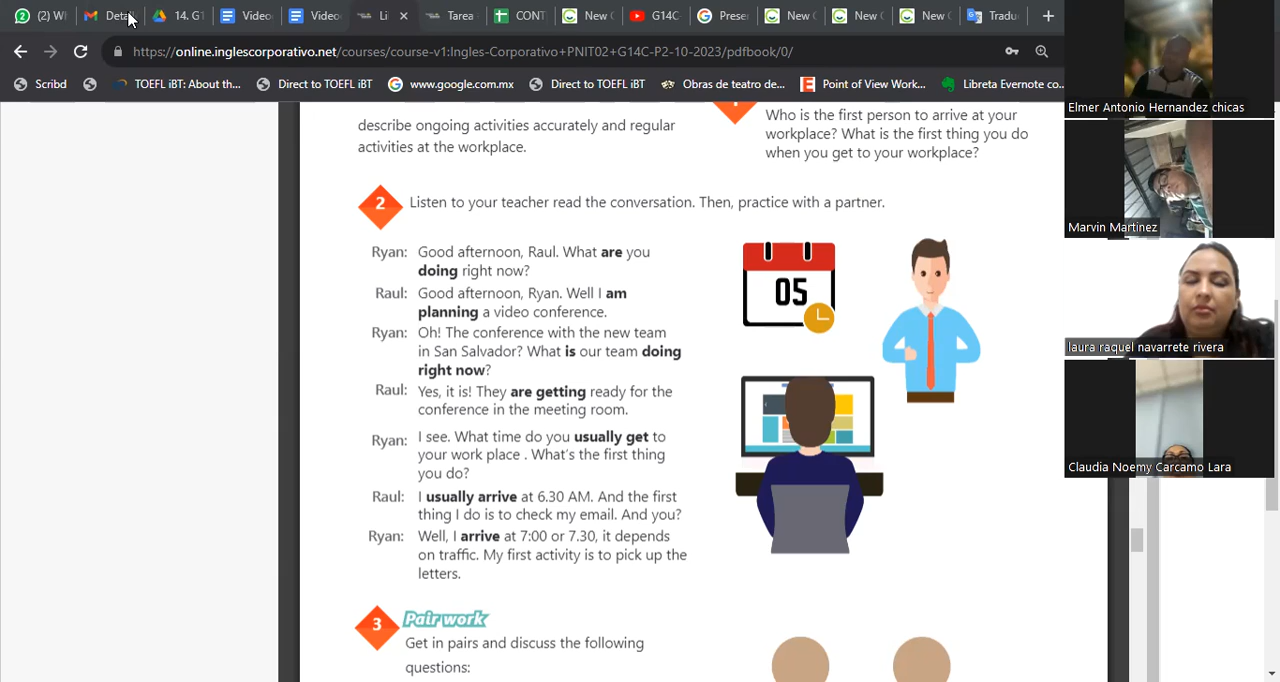 (2) W
Detal
14. G1
Video
Video
Li
Tarea
CONT
New C
G14C-
Prese
New C
New C
New C
Tradu
https://online.inglescorporativo.net/courses/course-v1:Ingles-Corporativo+PNIT02+G14C-P2-10-2023/pdfbook/0/
Scribd
TOEFL iBT: About th...
Direct to TOEFL iBT
www.google.com.mx
Direct to TOEFL iBT
Obras de teatro de...
Point of View Work...
Libreta Evernote co...
describe ongoing activities accurately and regular
activities at the workplace.
Who is the first person to arrive at your
workplace? What is the first thing you do
when you get to your workplace?
2
Listen to your teacher read the conversation. Then, practice with a partner.
Ryan: Good afternoon, Raul. What are you
doing right now?
Raul: Good afternoon, Ryan. Well I am
planning a video conference.
Ryan: Oh! The conference with the new team
in San Salvador? What is our team doing
right now?
Raul: Yes, it is! They are getting ready for the
conference in the meeting room.
Ryan: I see. What time do you usually get to
your work place . What's the first thing
you do?
Raul: I usually arrive at 6.30 AM. And the first
thing I do is to check my email. And you?
Ryan: Well, I arrive at 7:00 or 7.30, it depends
on traffic. My first activity is to pick up the
letters.
05
3
Pair work
Get in pairs and discuss the following
questions:
Elmer Antonio Hernandez chicas
Marvin Martinez
laura raquel navarrete rivera
Claudia Noemy Carcamo Lara